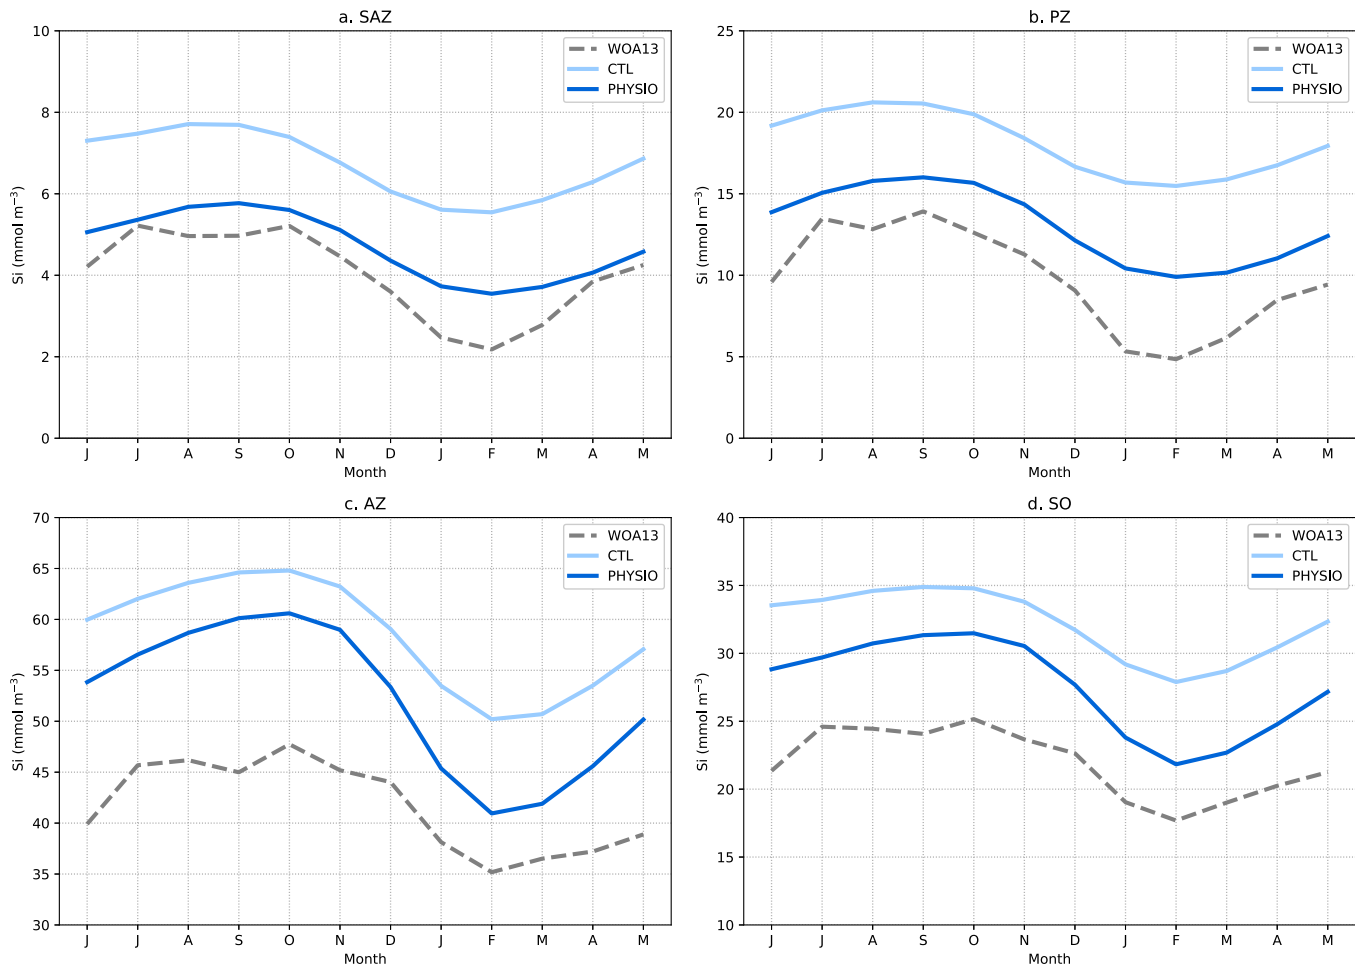 a. SAZ
10
8
6
4
2
0
Si (mmol m⁻³)
J J A S O N D J F M A M
Month
WOA13
CTL
PHYSIO
b. PZ
25
20
15
10
5
0
Si (mmol m⁻³)
J J A S O N D J F M A M
Month
WOA13
CTL
PHYSIO
c. AZ
70
65
60
55
50
45
40
35
30
Si (mmol m⁻³)
J J A S O N D J F M A M
Month
WOA13
CTL
PHYSIO
d. SO
40
35
30
25
20
15
10
Si (mmol m⁻³)
J J A S O N D J F M A M
Month
WOA13
CTL
PHYSIO